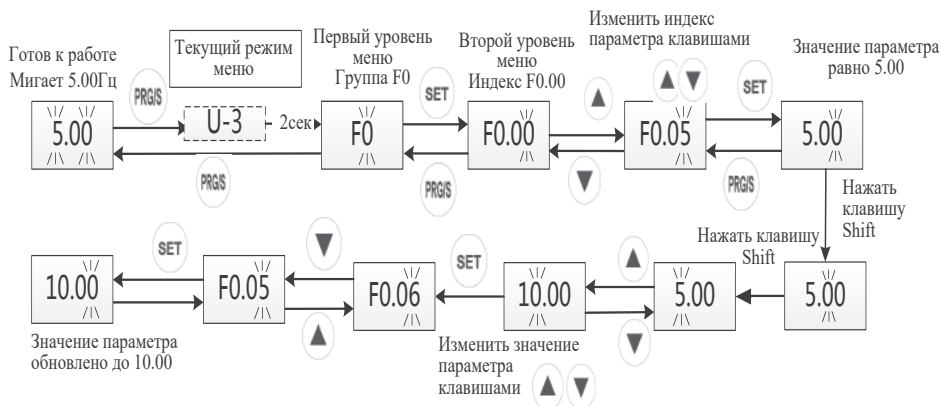 Готов к работе
Мигает 5.00Гц
Текущий режим
меню
Первый уровень
меню
Группа F0
Второй уровень
меню
Индекс F0.00
Изменить индекс
параметра клавишами
Значение параметра
равно 5.00
PRG/S
SET
SET
5.00
U-3
2сек
F0
F0.00
F0.05
5.00
PRG/S
PRG/S
PRG/S
Нажать
клавишу
Shift
Нажать клавишу
Shift
SET
SET
10.00
F0.05
F0.06
10.00
5.00
5.00
Значение параметра
обновлено до 10.00
Изменить значение
параметра
клавишами